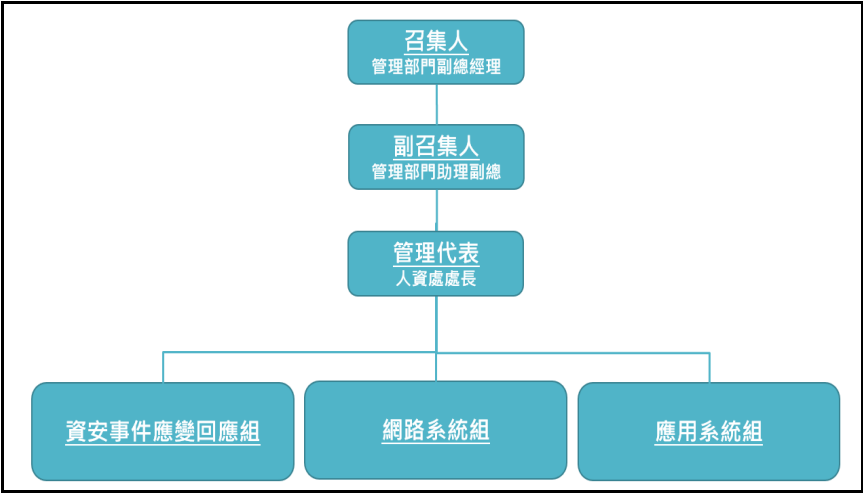 召集人
管理部門副總經理
副召集人
管理部門助理副總
管理代表
人資處處長
資安事件應變回應組
網路系統組
應用系統組